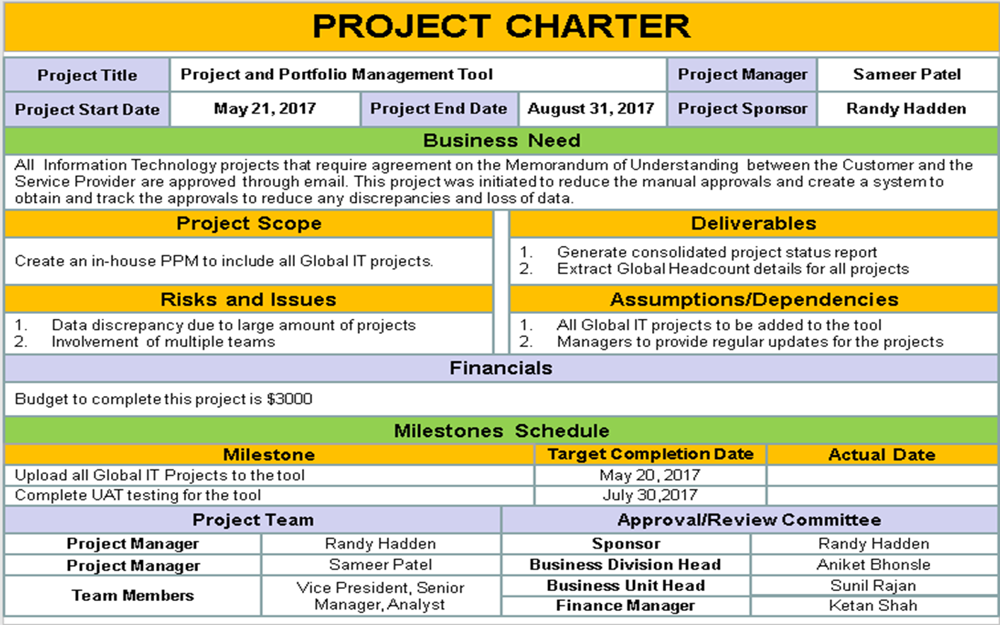 PROJECT CHARTER
Project Title
Project and Portfolio Management Tool
Project Manager
Sameer Patel
Project Start Date
May 21, 2017
Project End Date
August 31, 2017
Project Sponsor
Randy Hadden
Business Need
All Information Technology projects that require agreement on the Memorandum of Understanding between the Customer and the
Service Provider are approved through email. This project was initiated to reduce the manual approvals and create a system to
obtain and track the approvals to reduce any discrepancies and loss of data.
Project Scope
Create an in-house PPM to include all Global IT projects.
Deliverables
1. Generate consolidated project status report
2. Extract Global Headcount details for all projects
Risks and Issues
1. Data discrepancy due to large amount of projects
2. Involvement of multiple teams
Assumptions/Dependencies
1. All Global IT projects to be added to the tool
2. Managers to provide regular updates for the projects
Financials
Budget to complete this project is $3000
Milestones Schedule
Milestone
Target Completion Date
Actual Date
Upload all Global IT Projects to the tool
May 20, 2017
Complete UAT testing for the tool
July 30,2017
Project Team
Project Manager
Randy Hadden
Project Manager
Sameer Patel
Team Members
Vice President, Senior
Manager, Analyst
Approval/Review Committee
Sponsor
Randy Hadden
Business Division Head
Aniket Bhonsle
Business Unit Head
Sunil Rajan
Finance Manager
Ketan Shah